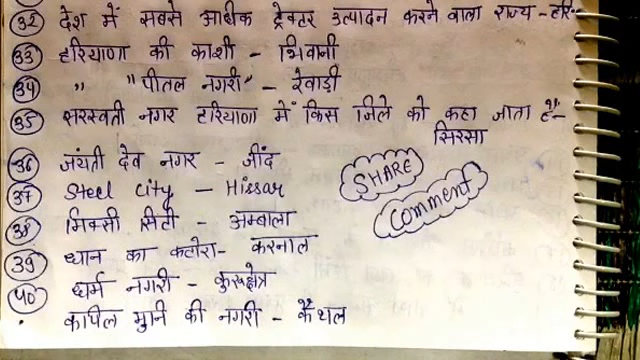 (32) देश में सबसे अधिक ट्रेक्टर उत्पादन करने वाला राज्य - हरि
(33) हरियाणा की काशी - भिवानी
(34) " "पीतल नगरी" - रेवाड़ी
(35) सरस्वती नगर हरियाणा में किस जिले को कहा जाता है -
सिरसा
(36) जयंती देव नगर - जींद
(37) Steel City - Hissar
(38) मिक्सी सिटी - अम्बाला
(39) धान का कटोरा - करनाल
(40) धर्म नगरी - कुरुक्षेत्र
. कपिल मुनि की नगरी - कैथल
SHARE
Comment